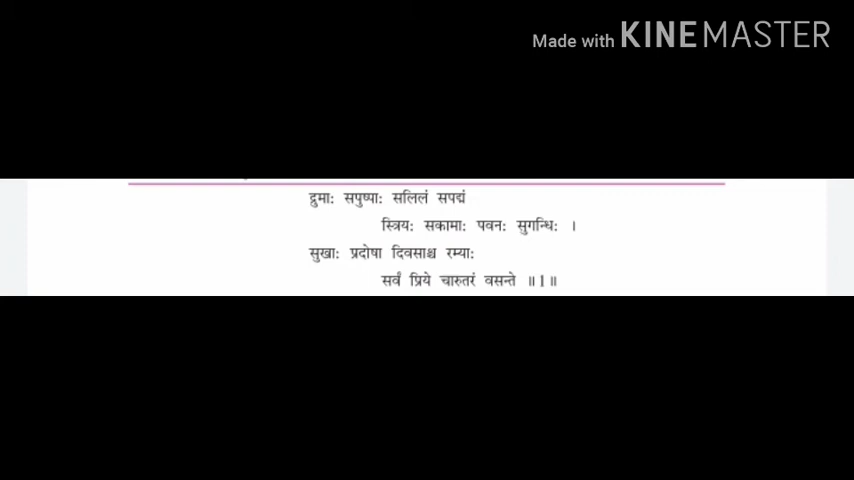 Made with KINEMASTER
द्रुमाः सपुष्पाः सलिलं सपद्मं
स्त्रियः सकामाः पवनः सुगन्धिः ।
सुखाः प्रदोषा दिवसाश्च रम्याः
सर्वं प्रिये चारुतरं वसन्ते ॥1॥